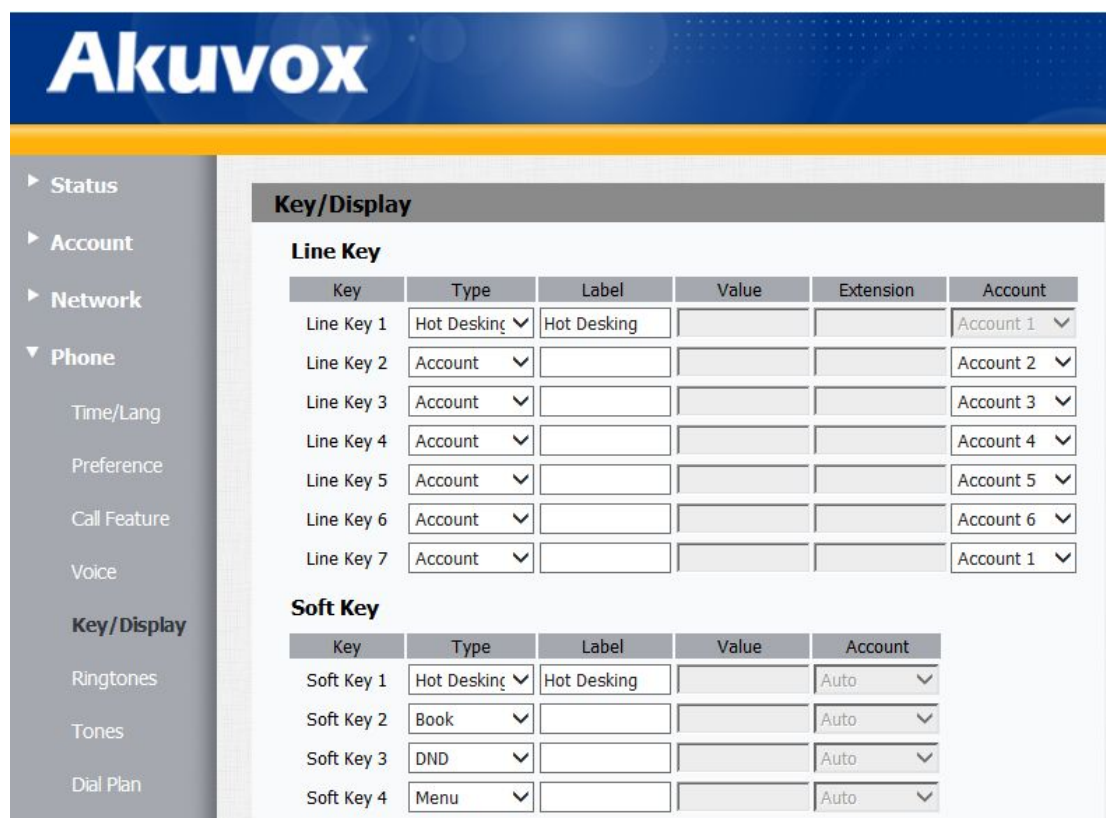 Akuvox
Status
Account
Network
Phone
Time/Lang
Preference
Call Feature
Voice
Key/Display
Ringtones
Tones
Dial Plan
Key/Display
Line Key
Key Type Label Value Extension Account
Line Key 1 Hot Desking Hot Desking Account 1
Line Key 2 Account Account 2
Line Key 3 Account Account 3
Line Key 4 Account Account 4
Line Key 5 Account Account 5
Line Key 6 Account Account 6
Line Key 7 Account Account 1
Soft Key
Key Type Label Value Account
Soft Key 1 Hot Desking Hot Desking Auto
Soft Key 2 Book Auto
Soft Key 3 DND Auto
Soft Key 4 Menu Auto